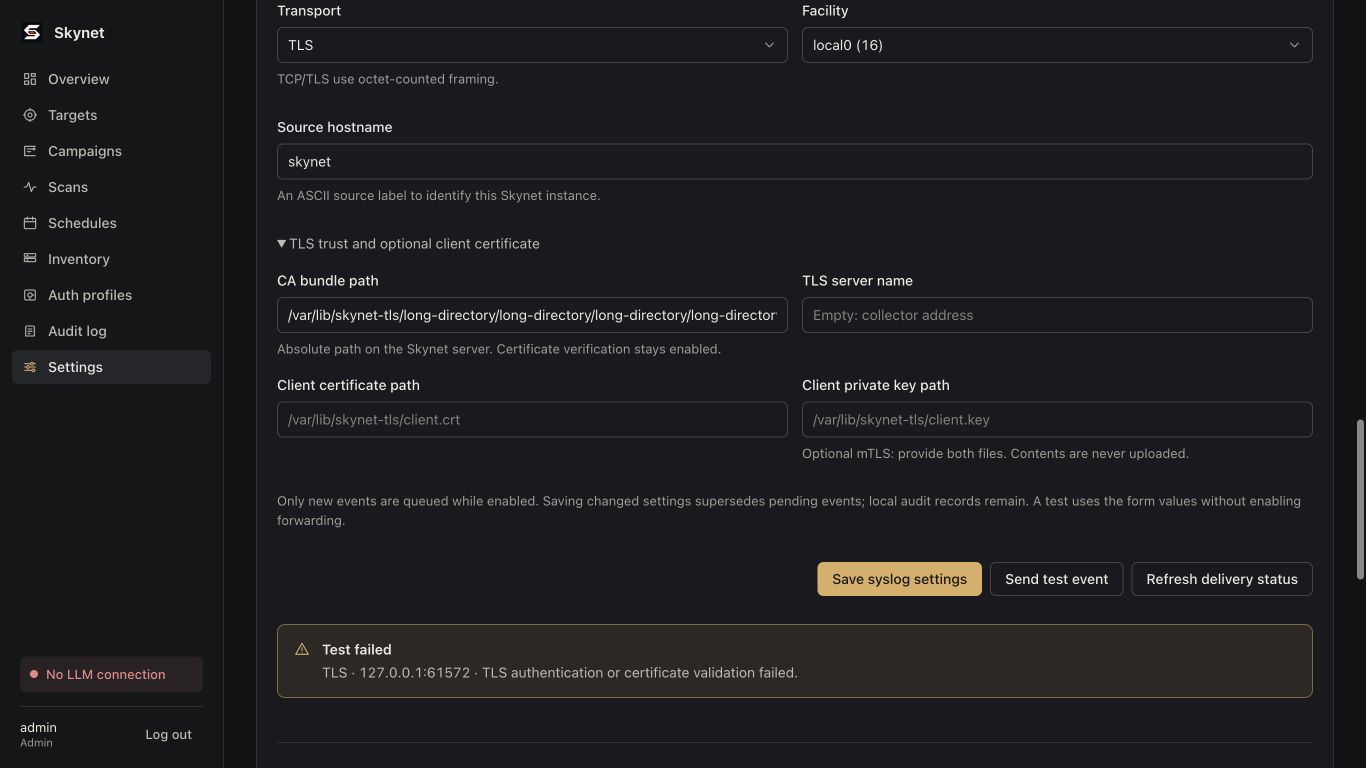 Skynet
Overview
Targets
Campaigns
Scans
Schedules
Inventory
Auth profiles
Audit log
Settings
No LLM connection
admin
Admin
Log out
Transport
Facility
TLS
local0 (16)
TCP/TLS use octet-counted framing.
Source hostname
skynet
An ASCII source label to identify this Skynet instance.
▼TLS trust and optional client certificate
CA bundle path
TLS server name
/var/lib/skynet-tls/long-directory/long-directory/long-directory/long-director
Empty: collector address
Absolute path on the Skynet server. Certificate verification stays enabled.
Client certificate path
Client private key path
/var/lib/skynet-tls/client.crt
/var/lib/skynet-tls/client.key
Optional mTLS: provide both files. Contents are never uploaded.
Only new events are queued while enabled. Saving changed settings supersedes pending events; local audit records remain. A test uses the form values without enabling
forwarding.
Save syslog settings
Send test event
Refresh delivery status
Test failed
TLS · 127.0.0.1:61572 · TLS authentication or certificate validation failed.